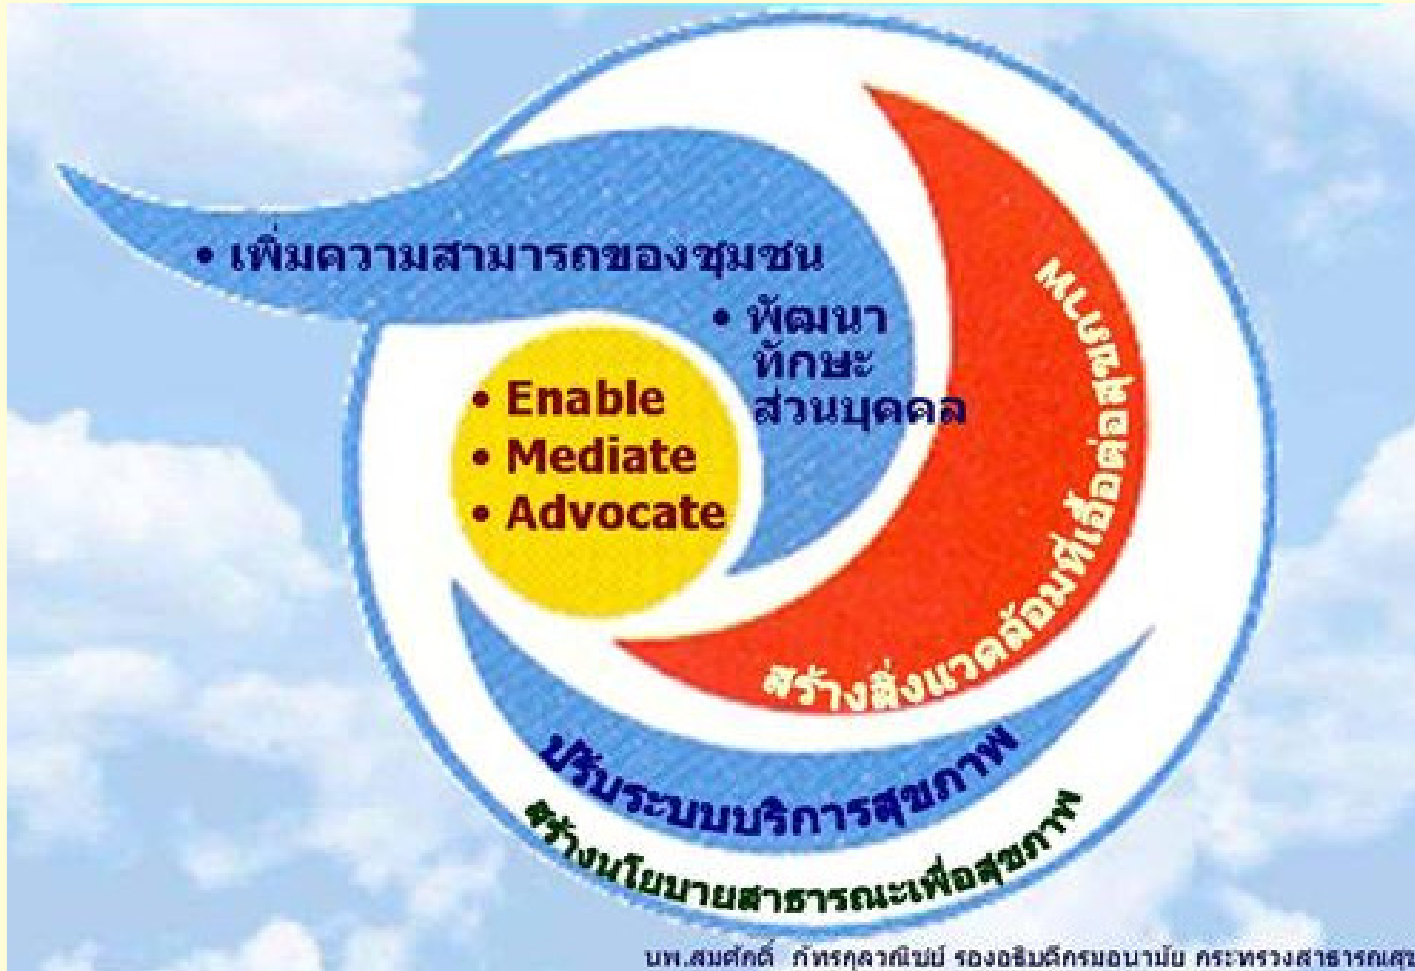 • เพิ่มความสามารถของชุมชน
• พัฒนา
ทักษะ
ส่วนบุคคล
• Enable
• Mediate
• Advocate
สร้างสิ่งแวดล้อมที่เอื้อต่อสุขภาพ
ปรับระบบบริการสุขภาพ
สร้างนโยบายสาธารณะเพื่อสุขภาพ
นพ.สมศักดิ์ ภัทรกุลวณิชย์ รองอธิบดีกรมอนามัย กระทรวงสาธารณสุข